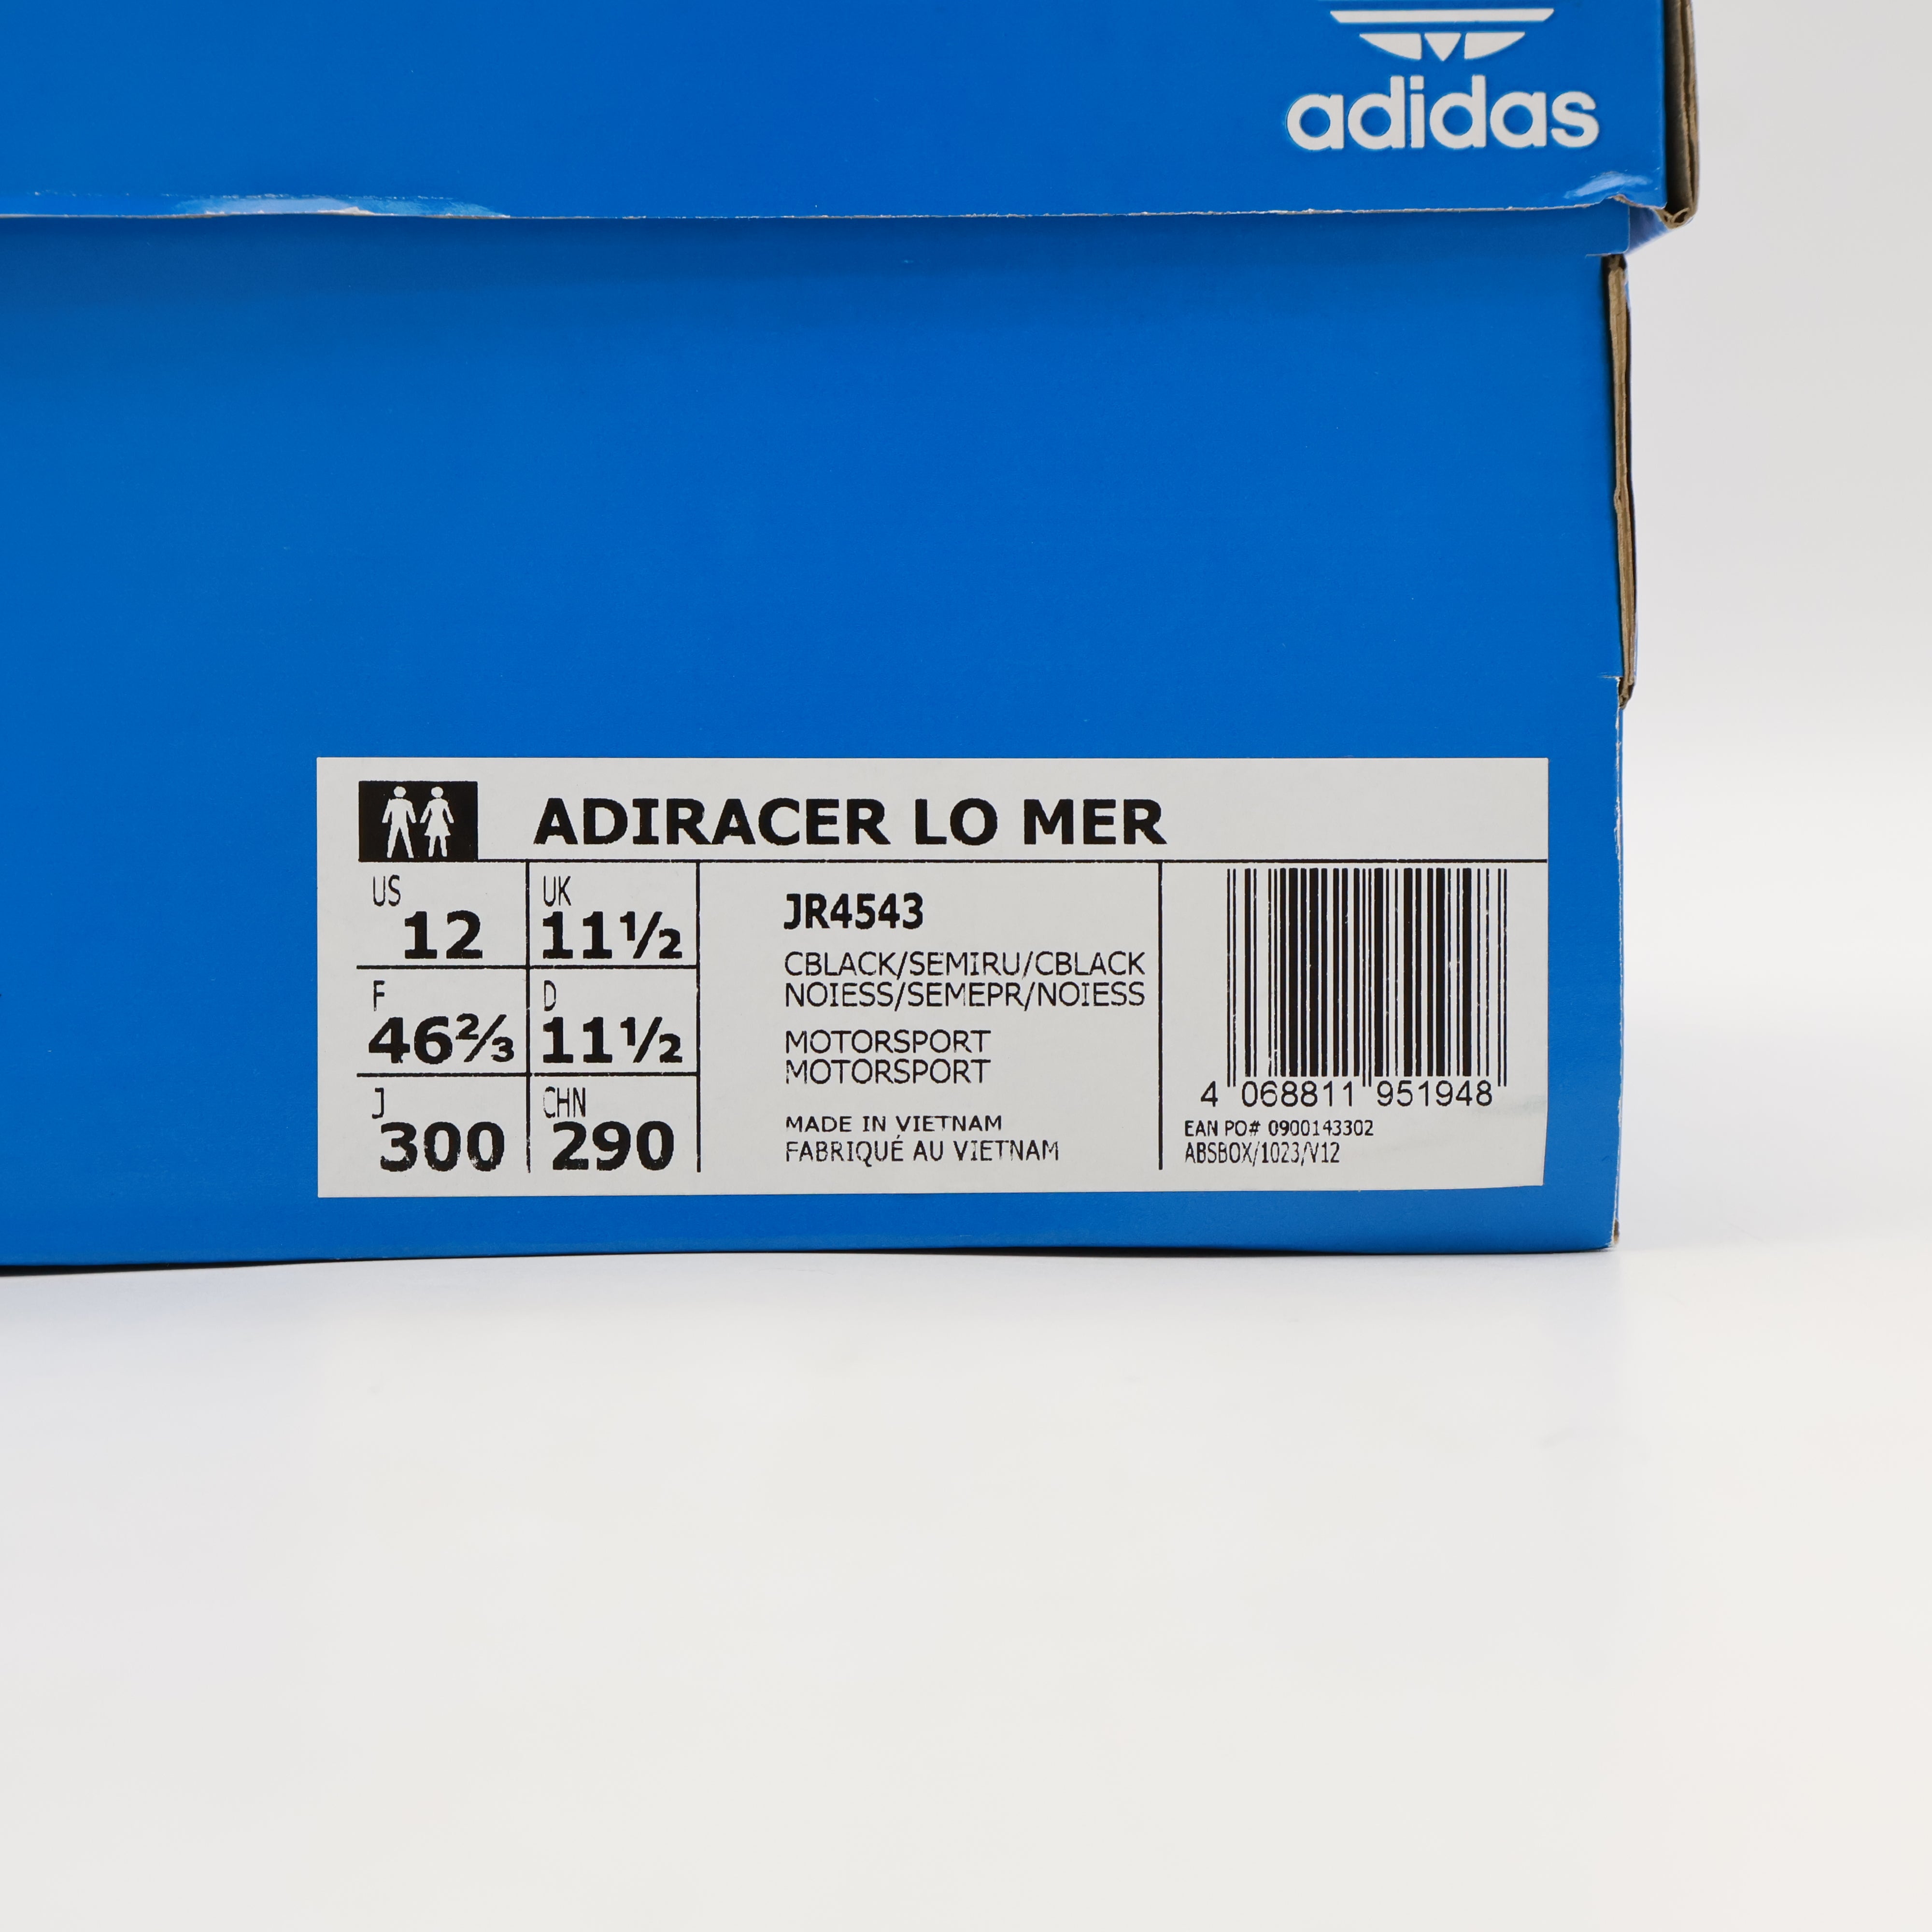 adidas
ADIRACER LO MER
US
12
UK
11½
F
46⅔
D
11½
J
300
CHN
290
JR4543
CBLACK/SEMIRU/CBLACK
NOIESS/SEMEPR/NOIESS
MOTORSPORT
MOTORSPORT
MADE IN VIETNAM
FABRIQUÉ AU VIETNAM
4 068811 951948
EAN PO# 0900143302
ABSBOX/1023/V12